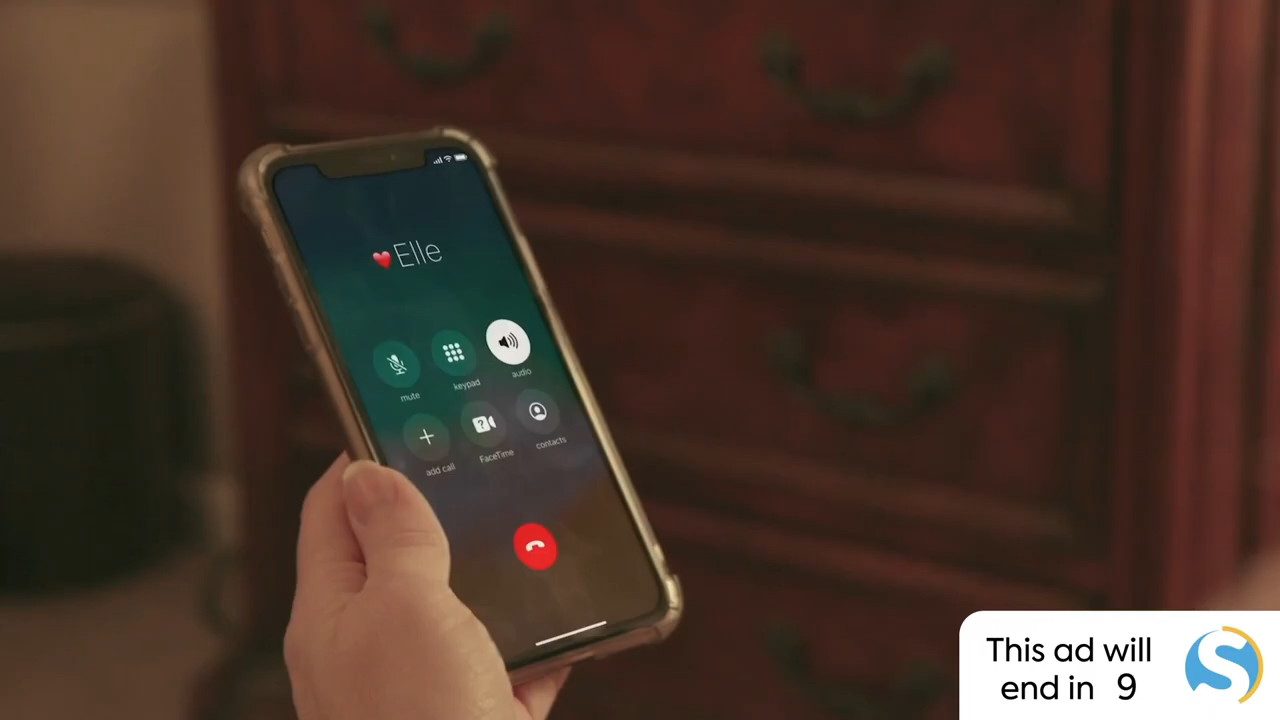 ❤️Elle
mute
keypad
audio
add call
FaceTime
contacts
This ad will
end in 9
S